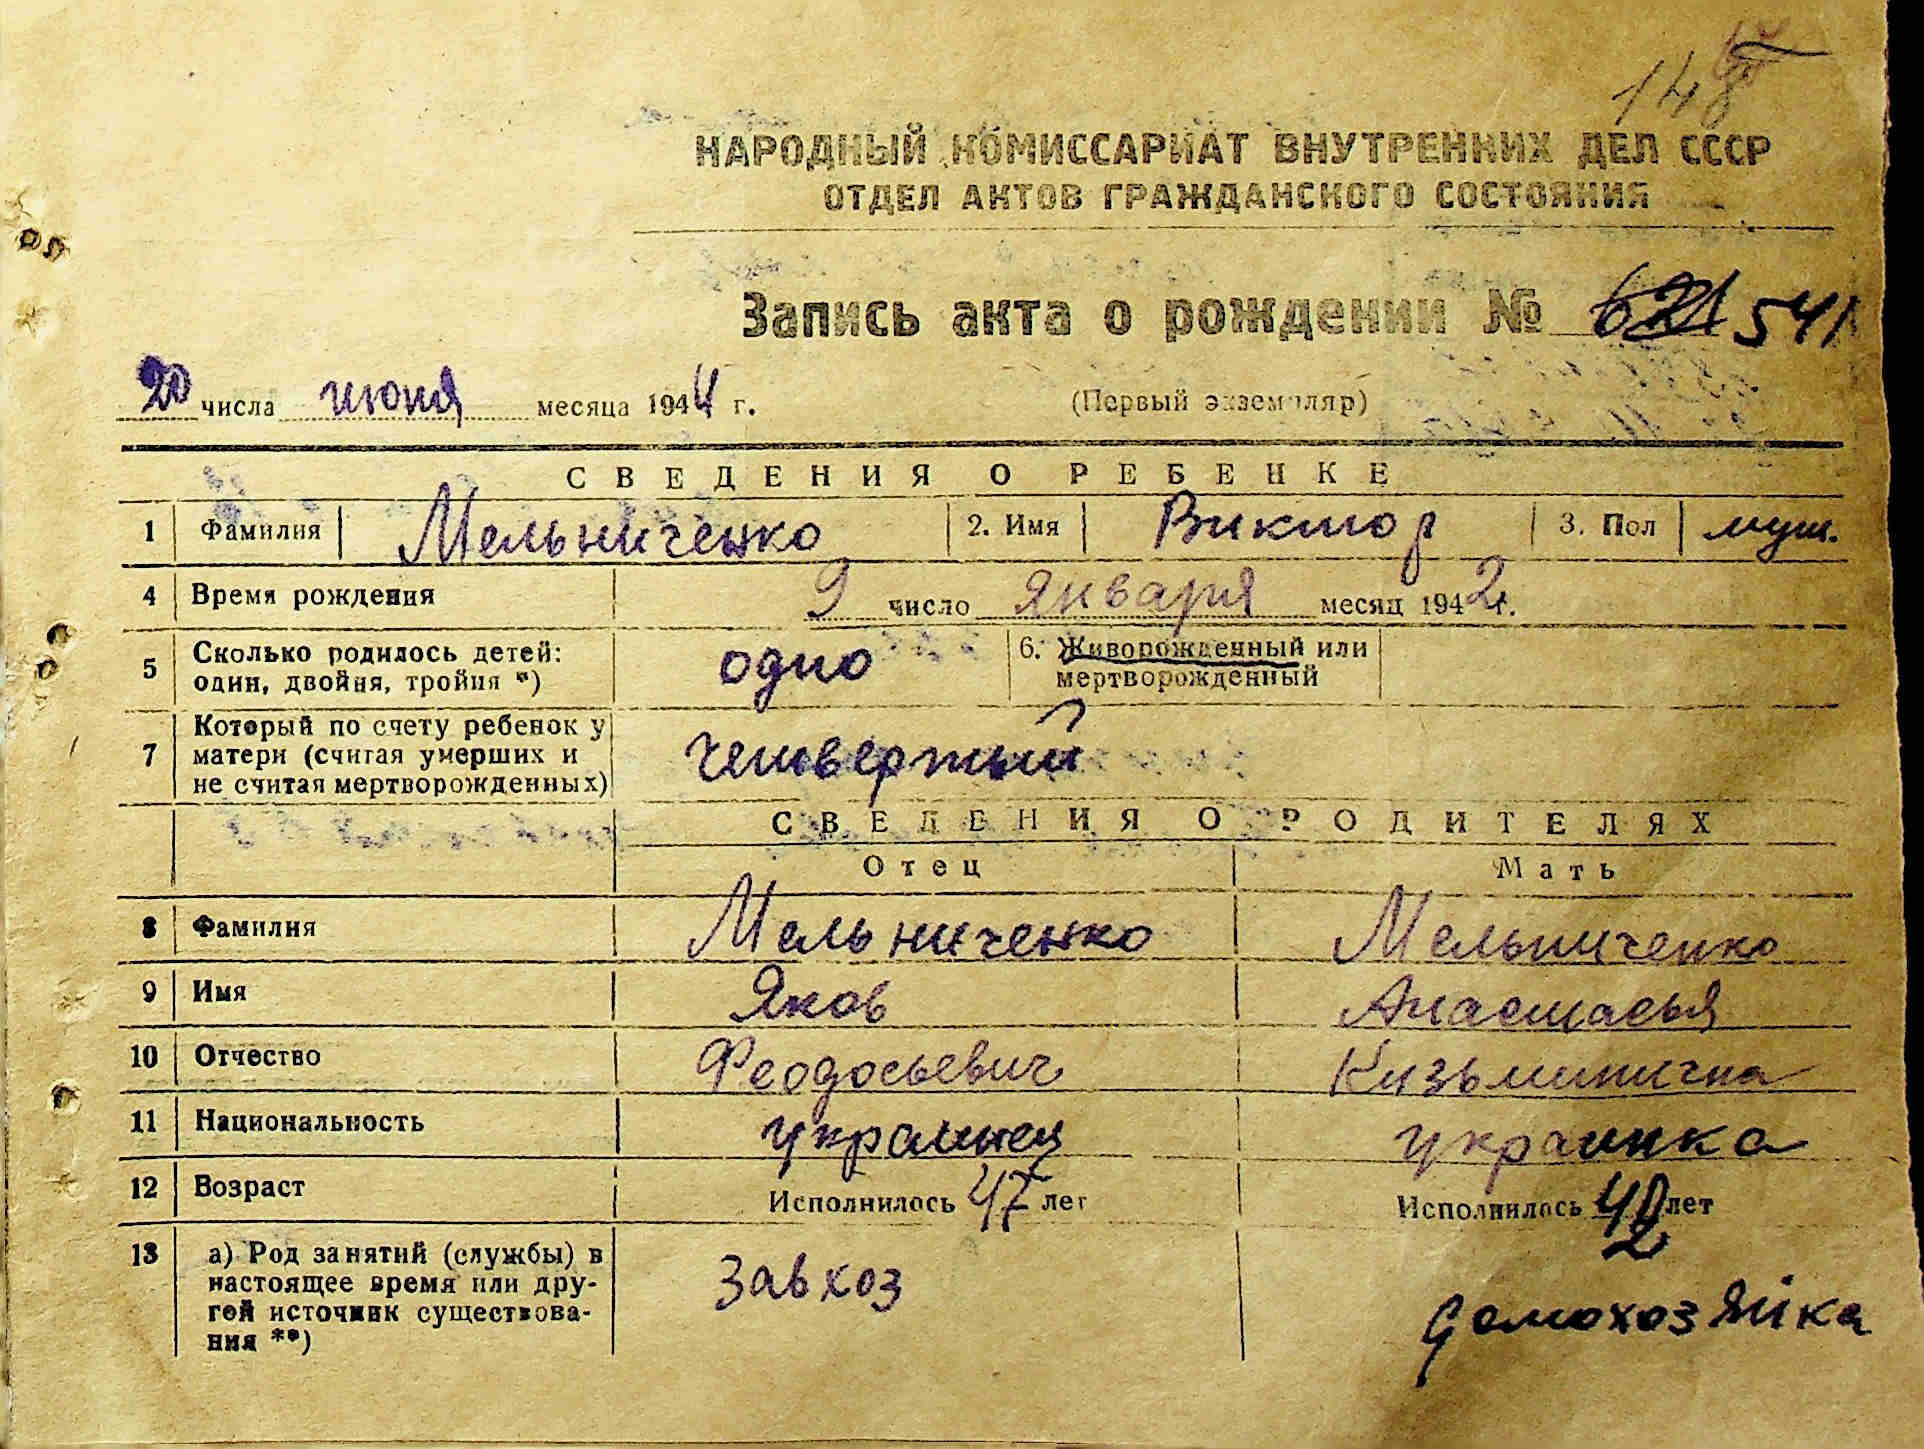 148
НАРОДНЫЙ КОМИССАРИАТ ВНУТРЕННИХ ДЕЛ СССР
ОТДЕЛ АКТОВ ГРАЖДАНСКОГО СОСТОЯНИЯ
Запись акта о рождении № 621 541
20 числа июня месяца 1944 г. (Первый экземпляр)
СВЕДЕНИЯ О РЕБЕНКЕ
1 Фамилия Мельниченко 2. Имя Виктор 3. Пол муж.
4 Время рождения 9 число января месяц 1942 г.
5 Сколько родилось детей: один, двойня, тройня *) одно 6. Живорожденный или мертворожденный
7 Который по счету ребенок у матери (считая умерших и не считая мертворожденных) четвертый
СВЕДЕНИЯ О РОДИТЕЛЯХ
Отец Мать
8 Фамилия Мельниченко Мельниченко
9 Имя Яков Анастасья
10 Отчество Феодосьевич Кузьминична
11 Национальность украинец украинка
12 Возраст Исполнилось 47 лет Исполнилось 42 лет
13 а) Род занятий (службы) в настоящее время или другой источник существования **) Завхоз домохозяйка